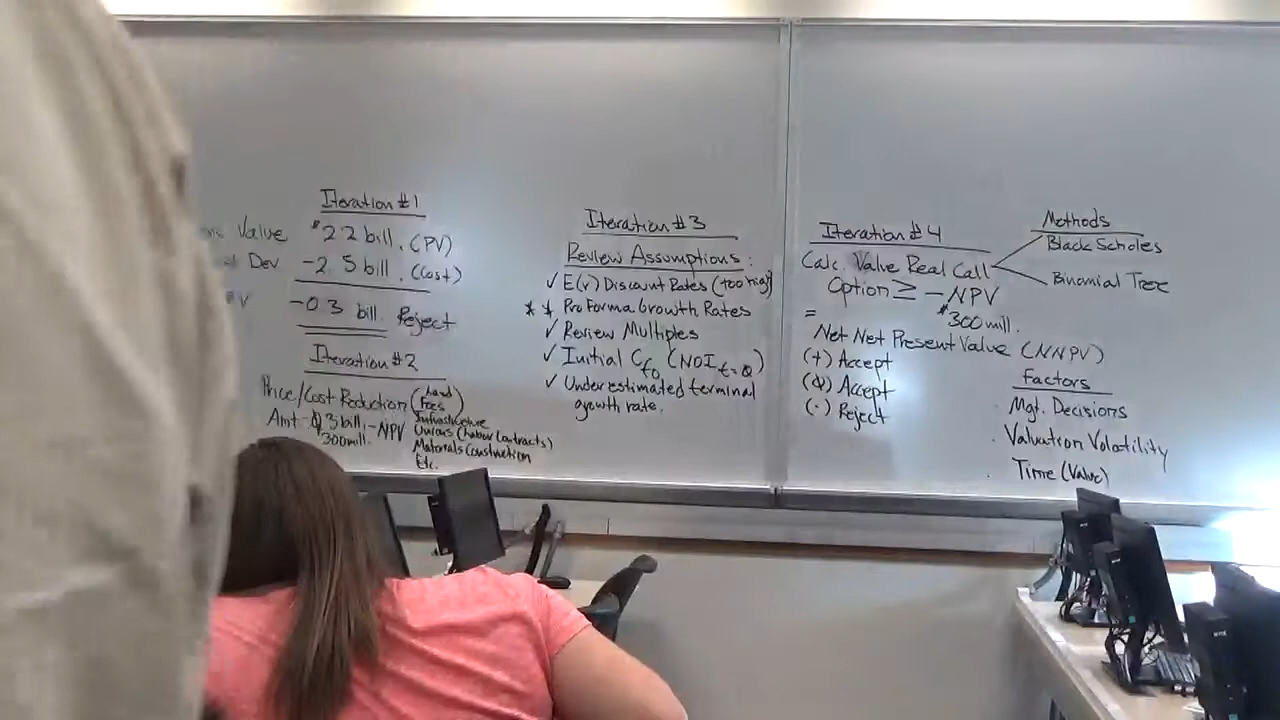 Iteration #1
Value $2.2 bill. (PV)
Dev -2.5 bill. (Cost)
V -0.3 bill. Reject
Iteration #2
Price/Cost Reduction (Land
Fees)
Infrastructure
Amt - 0.3 bill, -NPV
$300 mill.
Unions (Labor Contracts)
Materials Construction
Etc.
Iteration #3
Review Assumptions:
✓ E(r) Discount Rates (too high)
* * Pro Forma Growth Rates
✓ Review Multiples
✓ Initial Cf0 (NOI t=0)
✓ Underestimated terminal
growth rate.
Iteration #4
Calc. Value Real Call
Option ≥ -NPV
$300 mill.
=
Net Net Present Value (NNPV)
(+) Accept
(0) Accept
(-) Reject
Methods
Black Scholes
Binomial Tree
Factors
· Mgt. Decisions
· Valuation Volatility
· Time (Value)